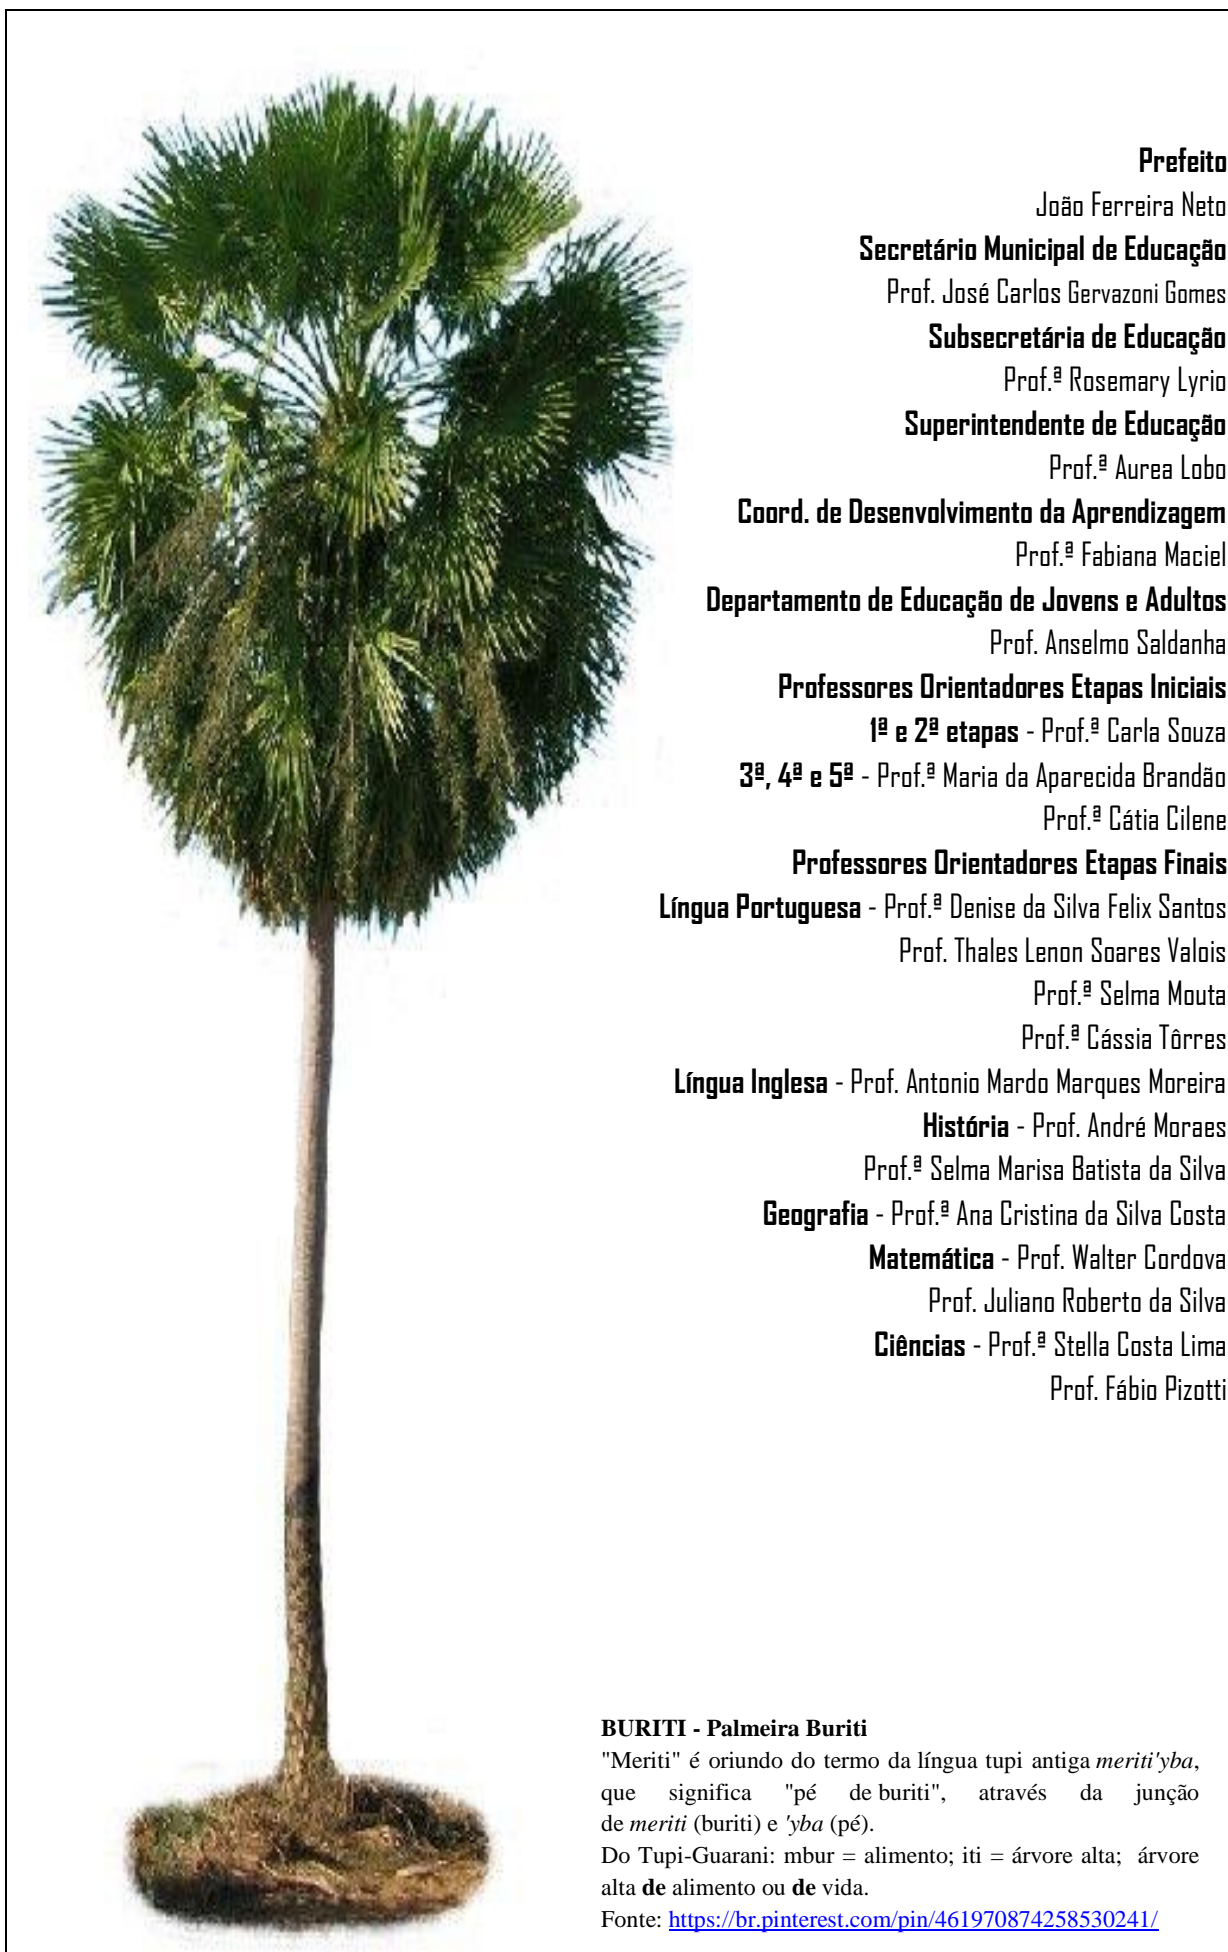 Prefeito
João Ferreira Neto
Secretário Municipal de Educação
Prof. José Carlos Gervazoni Gomes
Subsecretária de Educação
Prof.ª Rosemary Lyrio
Superintendente de Educação
Prof.ª Aurea Lobo
Coord. de Desenvolvimento da Aprendizagem
Prof.ª Fabiana Maciel
Departamento de Educação de Jovens e Adultos
Prof. Anselmo Saldanha
Professores Orientadores Etapas Iniciais
1ª e 2ª etapas - Prof.ª Carla Souza
3ª, 4ª e 5ª - Prof.ª Maria da Aparecida Brandão
Prof.ª Cátia Cilene
Professores Orientadores Etapas Finais
Língua Portuguesa - Prof.ª Denise da Silva Felix Santos
Prof. Thales Lenon Soares Valois
Prof.ª Selma Mouta
Prof.ª Cássia Tôrres
Língua Inglesa - Prof. Antonio Mardo Marques Moreira
História - Prof. André Moraes
Prof.ª Selma Marisa Batista da Silva
Geografia - Prof.ª Ana Cristina da Silva Costa
Matemática - Prof. Walter Cordova
Prof. Juliano Roberto da Silva
Ciências - Prof.ª Stella Costa Lima
Prof. Fábio Pizotti
BURITI - Palmeira Buriti
"Meriti" é oriundo do termo da língua tupi antiga meriti'yba,
que significa "pé de buriti", através da junção
de meriti (buriti) e 'yba (pé).
Do Tupi-Guarani: mbur = alimento; iti = árvore alta; árvore
alta de alimento ou de vida.
Fonte: https://br.pinterest.com/pin/461970874258530241/